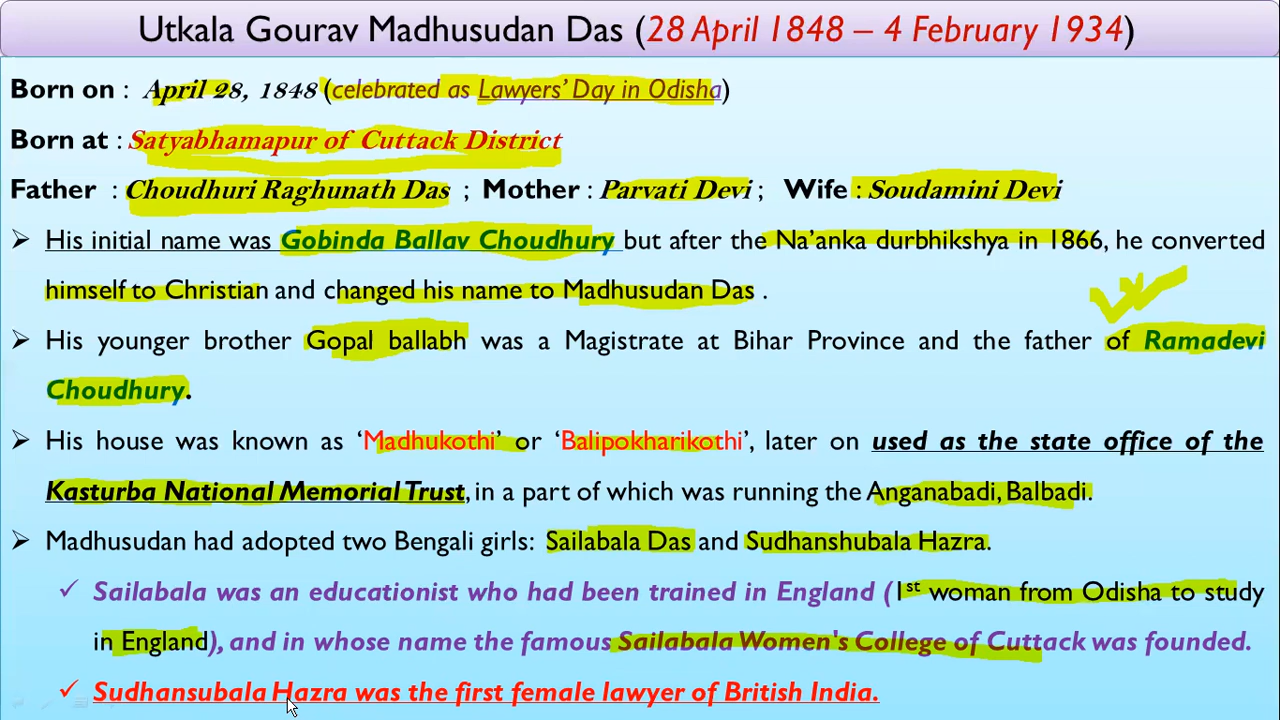 Utkala Gourav Madhusudan Das (28 April 1848 – 4 February 1934)
Born on : April 28, 1848 (celebrated as Lawyers' Day in Odisha)
Born at : Satyabhamapur of Cuttack District
Father : Choudhuri Raghunath Das ; Mother : Parvati Devi ; Wife : Soudamini Devi
➢ His initial name was Gobinda Ballav Choudhury but after the Na'anka durbhikshya in 1866, he converted
himself to Christian and changed his name to Madhusudan Das .
➢ His younger brother Gopal ballabh was a Magistrate at Bihar Province and the father of Ramadevi
Choudhury.
➢ His house was known as 'Madhukothi' or 'Balipokharikothi', later on used as the state office of the
Kasturba National Memorial Trust, in a part of which was running the Anganabadi, Balbadi.
➢ Madhusudan had adopted two Bengali girls: Sailabala Das and Sudhanshubala Hazra.
✓ Sailabala was an educationist who had been trained in England (1st woman from Odisha to study
in England), and in whose name the famous Sailabala Women's College of Cuttack was founded.
✓ Sudhansubala Hazra was the first female lawyer of British India.